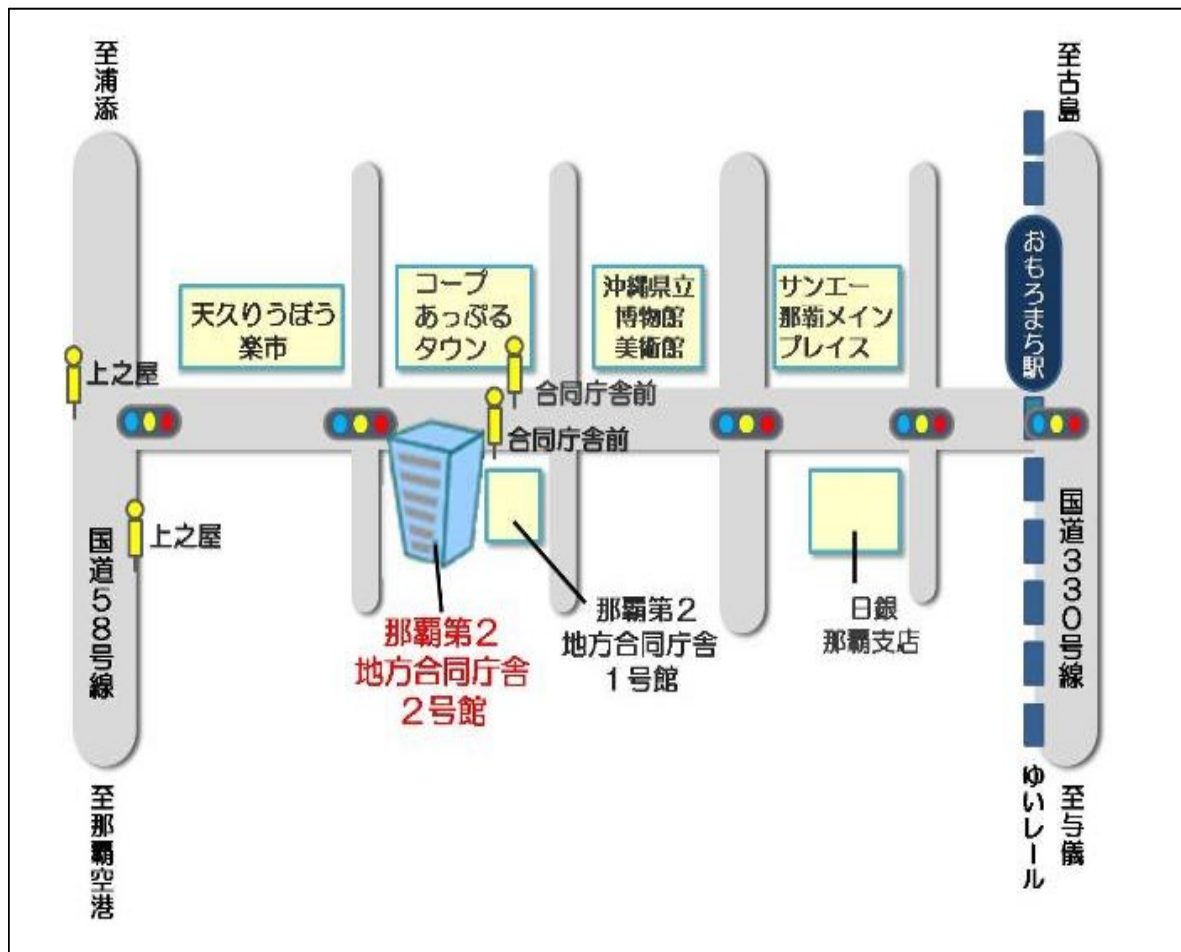 至浦添
至古島
おもろまち駅
天久りうぼう
楽市
コープ
あっぷる
タウン
沖縄県立
博物館
美術館
サンエー
那覇メイン
プレイス
上之屋
合同庁舎前
合同庁舎前
上之屋
国道58号線
国道330号線
那覇第2
地方合同庁舎
2号館
那覇第2
地方合同庁舎
1号館
日銀
那覇支店
至那覇空港
ゆいレール
至与儀